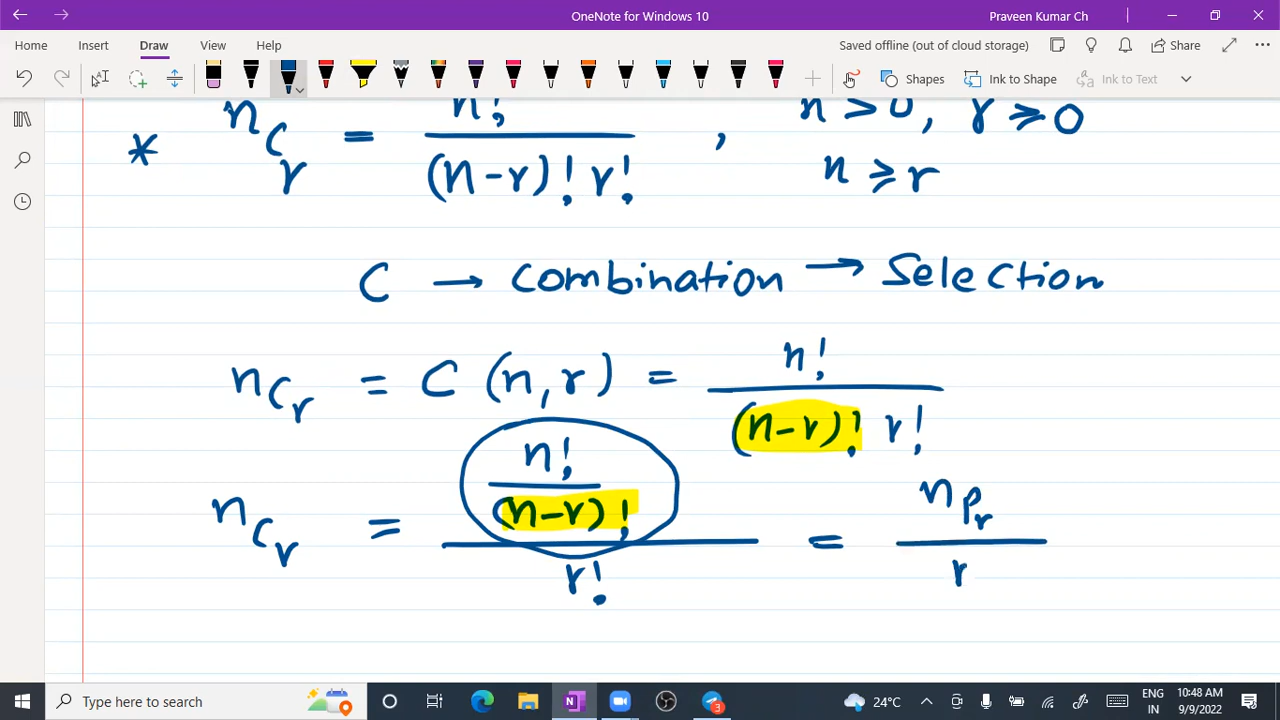 OneNote for Windows 10
Praveen Kumar Ch
Home Insert Draw View Help
Saved offline (out of cloud storage)
Share
Shapes Ink to Shape Ink to Text
* nCr = n! / (n-r)! r! , n > 0, r ⩾ 0
n ⩾ r
C → Combination → Selection
nCr = C (n,r) = n! / (n-r)! r!
nCr = (n! / (n-r)!) / r! = nPr / r
Type here to search
3
24°C
ENG
IN
10:48 AM
9/9/2022